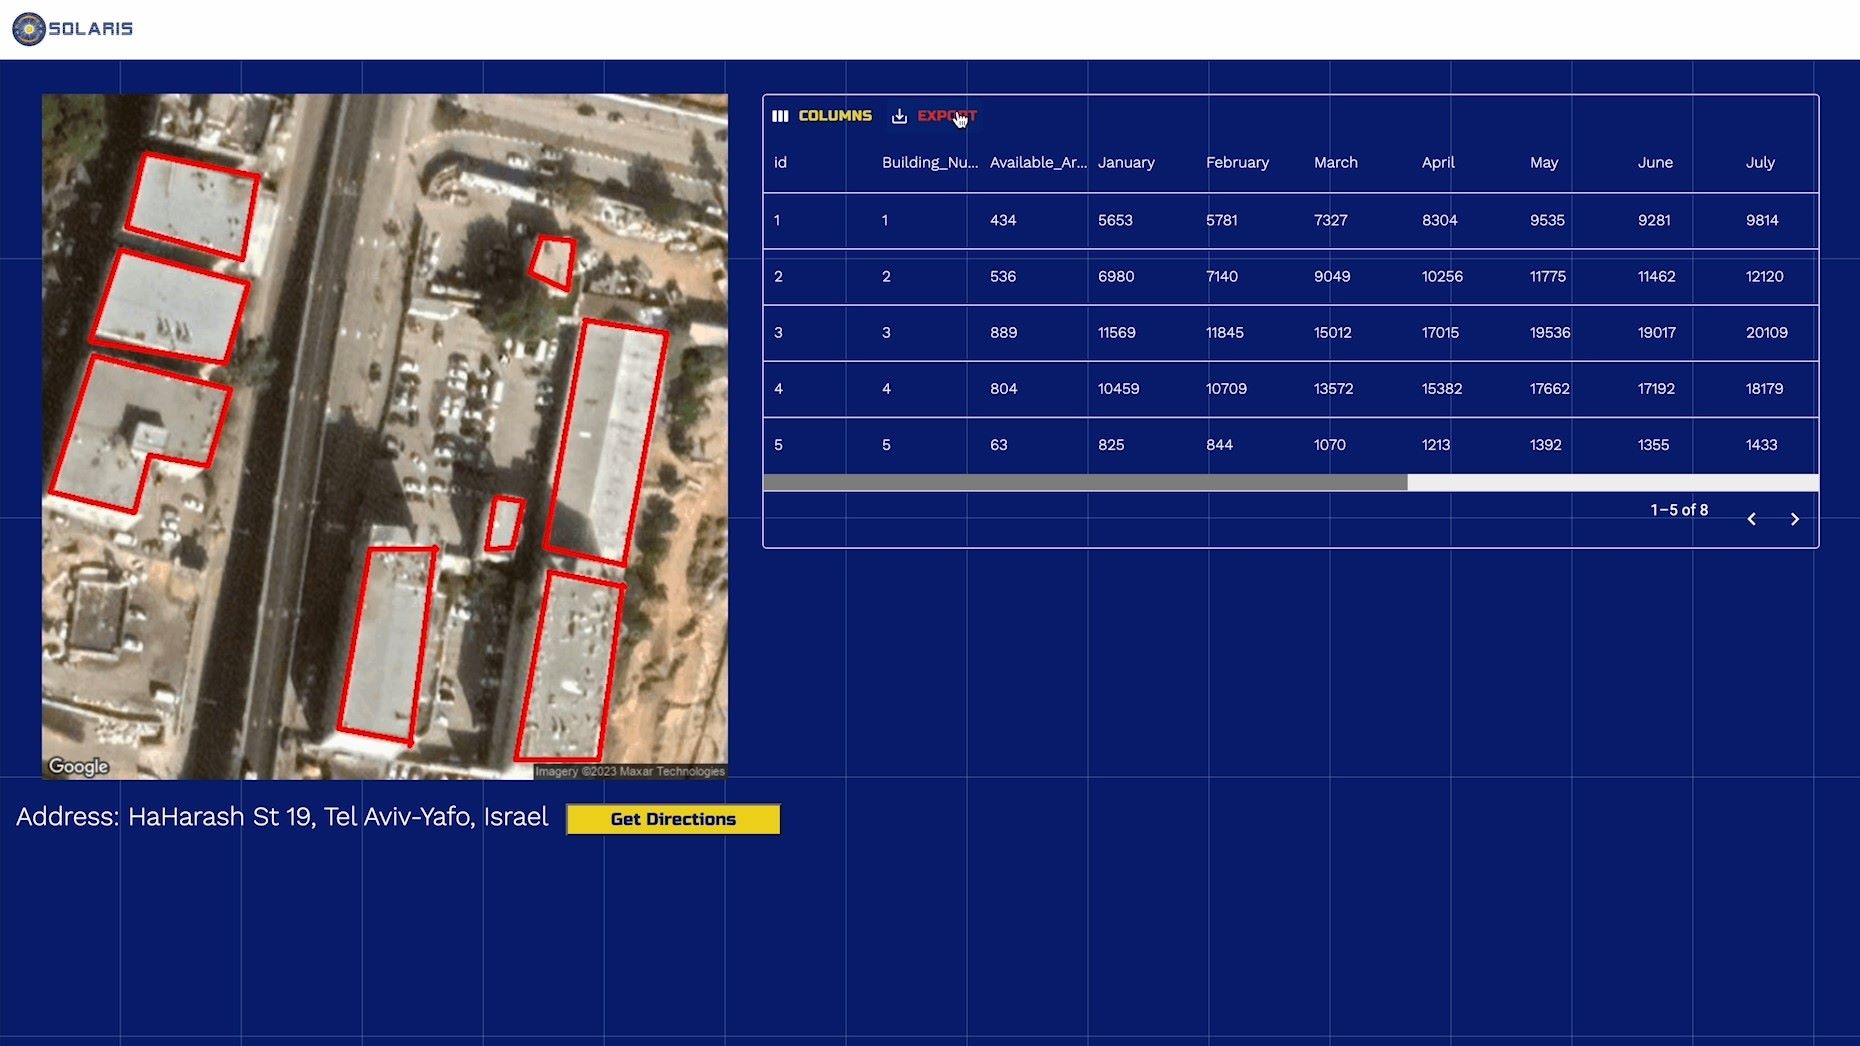 SOLARIS
COLUMNS EXPORT
id Building_Nu... Available_Ar... January February March April May June July
1 1 434 5653 5781 7327 8304 9535 9281 9814
2 2 536 6980 7140 9049 10256 11775 11462 12120
3 3 889 11569 11845 15012 17015 19536 19017 20109
4 4 804 10459 10709 13572 15382 17662 17192 18179
5 5 63 825 844 1070 1213 1392 1355 1433
1–5 of 8
Google
Imagery ©2023 Maxar Technologies
Address: HaHarash St 19, Tel Aviv-Yafo, Israel
Get Directions